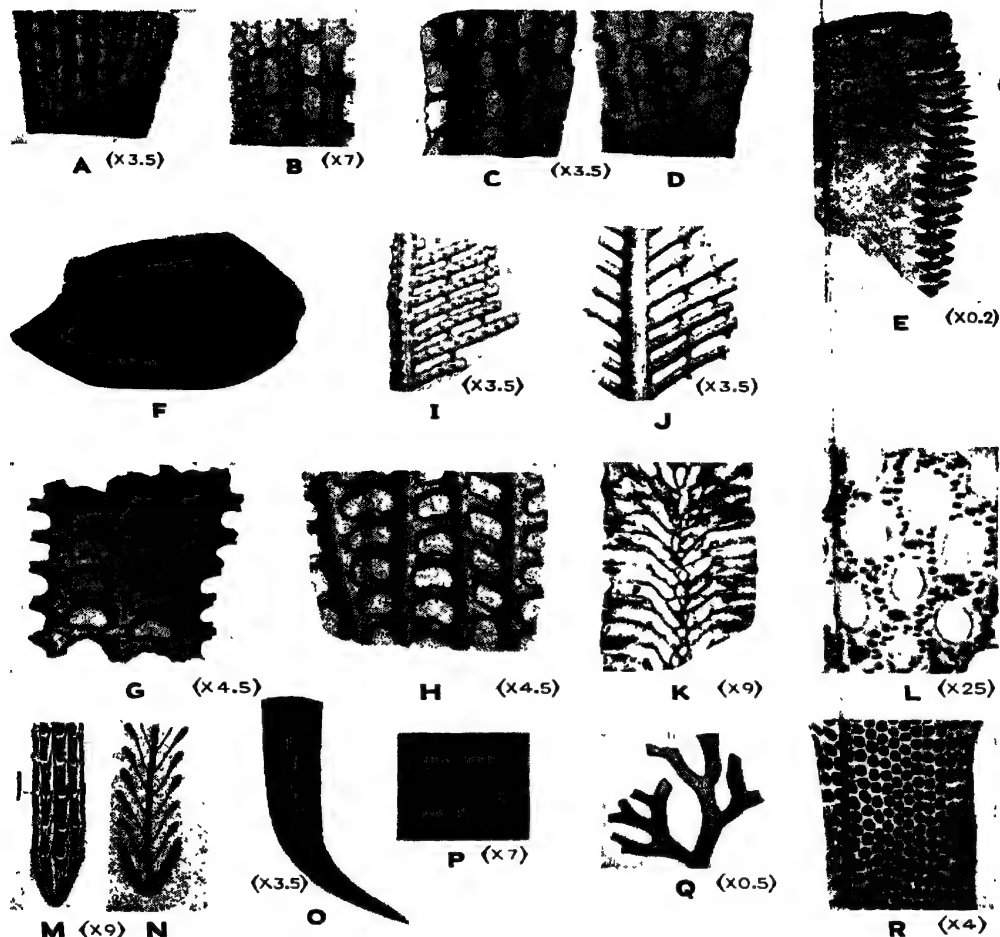 A (X3.5) B (X7) C (X3.5) D
E (X0.2)
F I (X3.5) J (X3.5)
G (X4.5) H (X4.5) K (X9) L (X25)
M (X9) N O (X3.5) P (X7) Q (X0.5) R (X4)